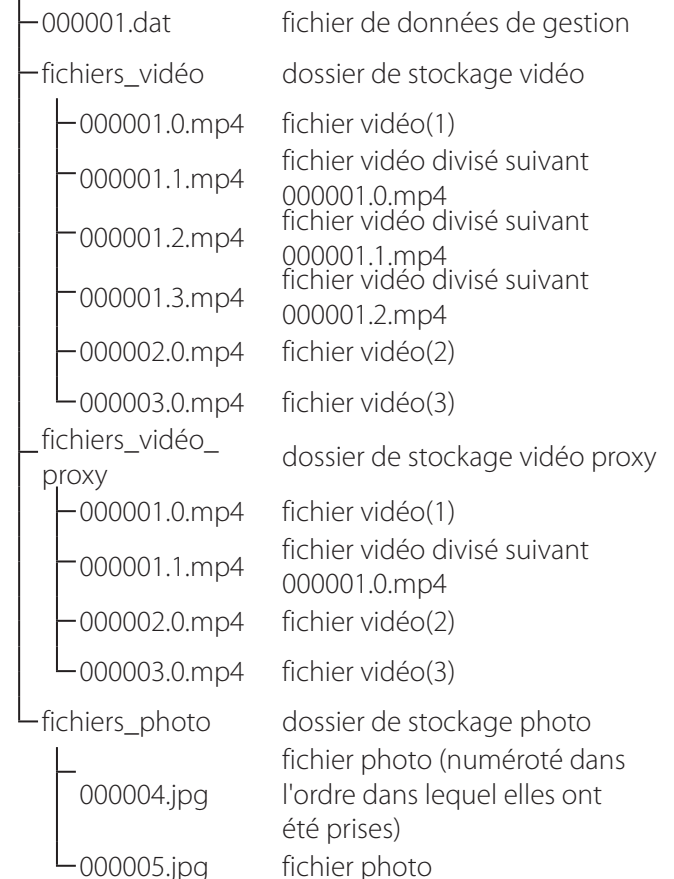 000001.dat fichier de données de gestion
fichiers_vidéo dossier de stockage vidéo
000001.0.mp4 fichier vidéo(1)
000001.1.mp4 fichier vidéo divisé suivant
000001.0.mp4
000001.2.mp4 fichier vidéo divisé suivant
000001.1.mp4
000001.3.mp4 fichier vidéo divisé suivant
000001.2.mp4
000002.0.mp4 fichier vidéo(2)
000003.0.mp4 fichier vidéo(3)
fichiers_vidéo_
proxy dossier de stockage vidéo proxy
000001.0.mp4 fichier vidéo(1)
000001.1.mp4 fichier vidéo divisé suivant
000001.0.mp4
000002.0.mp4 fichier vidéo(2)
000003.0.mp4 fichier vidéo(3)
fichiers_photo dossier de stockage photo
000004.jpg fichier photo (numéroté dans
l'ordre dans lequel elles ont
été prises)
000005.jpg fichier photo